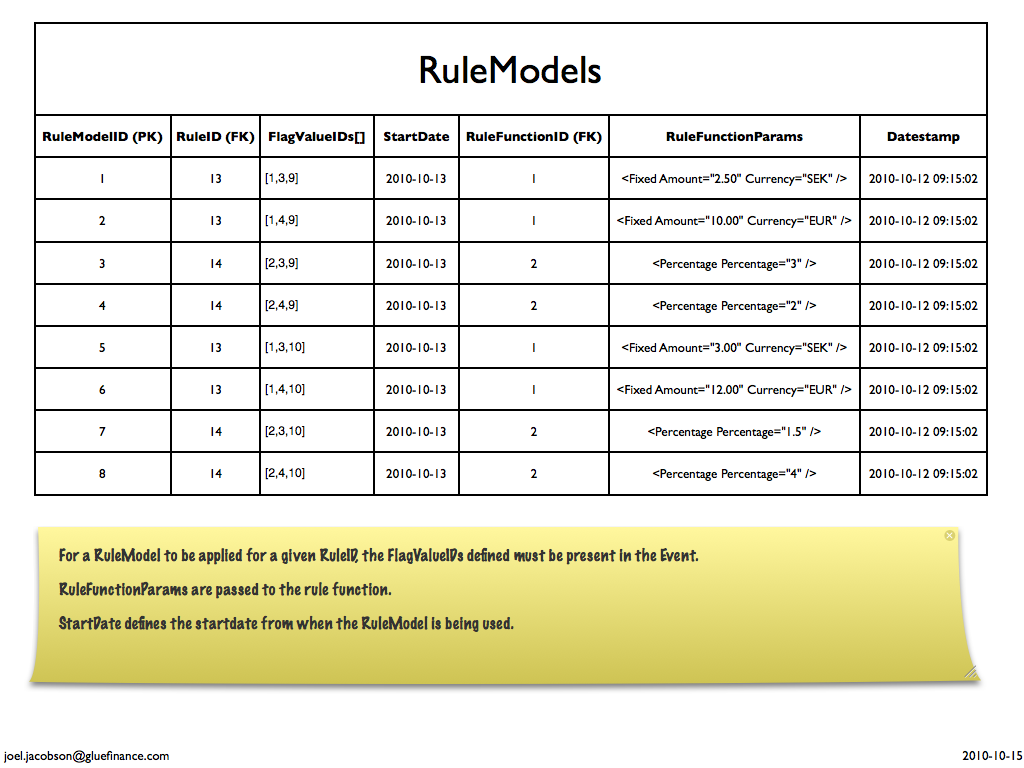 RuleModels
RuleModelID (PK) RuleID (FK) FlagValueIDs[] StartDate RuleFunctionID (FK) RuleFunctionParams Datestamp
1 13 [1,3,9] 2010-10-13 1 <Fixed Amount="2.50" Currency="SEK" /> 2010-10-12 09:15:02
2 13 [1,4,9] 2010-10-13 1 <Fixed Amount="10.00" Currency="EUR" /> 2010-10-12 09:15:02
3 14 [2,3,9] 2010-10-13 2 <Percentage Percentage="3" /> 2010-10-12 09:15:02
4 14 [2,4,9] 2010-10-13 2 <Percentage Percentage="2" /> 2010-10-12 09:15:02
5 13 [1,3,10] 2010-10-13 1 <Fixed Amount="3.00" Currency="SEK" /> 2010-10-12 09:15:02
6 13 [1,4,10] 2010-10-13 1 <Fixed Amount="12.00" Currency="EUR" /> 2010-10-12 09:15:02
7 14 [2,3,10] 2010-10-13 2 <Percentage Percentage="1.5" /> 2010-10-12 09:15:02
8 14 [2,4,10] 2010-10-13 2 <Percentage Percentage="4" /> 2010-10-12 09:15:02
For a RuleModel to be applied for a given RuleID, the FlagValueIDs defined must be present in the Event.
RuleFunctionParams are passed to the rule function.
StartDate defines the startdate from when the RuleModel is being used.
joel.jacobson@gluefinance.com 2010-10-15